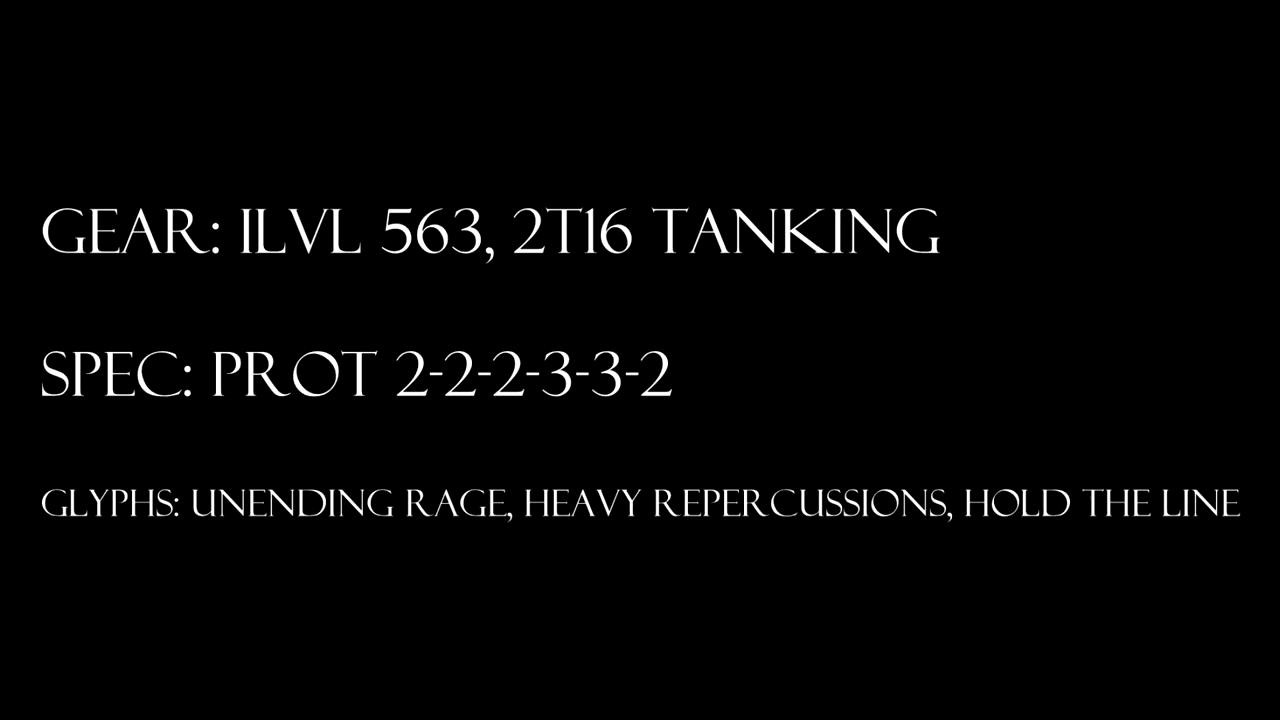 GEAR: ILVL 563, 2T16 TANKING
SPEC: PROT 2-2-2-3-3-2
GLYPHS: UNENDING RAGE, HEAVY REPERCUSSIONS, HOLD THE LINE